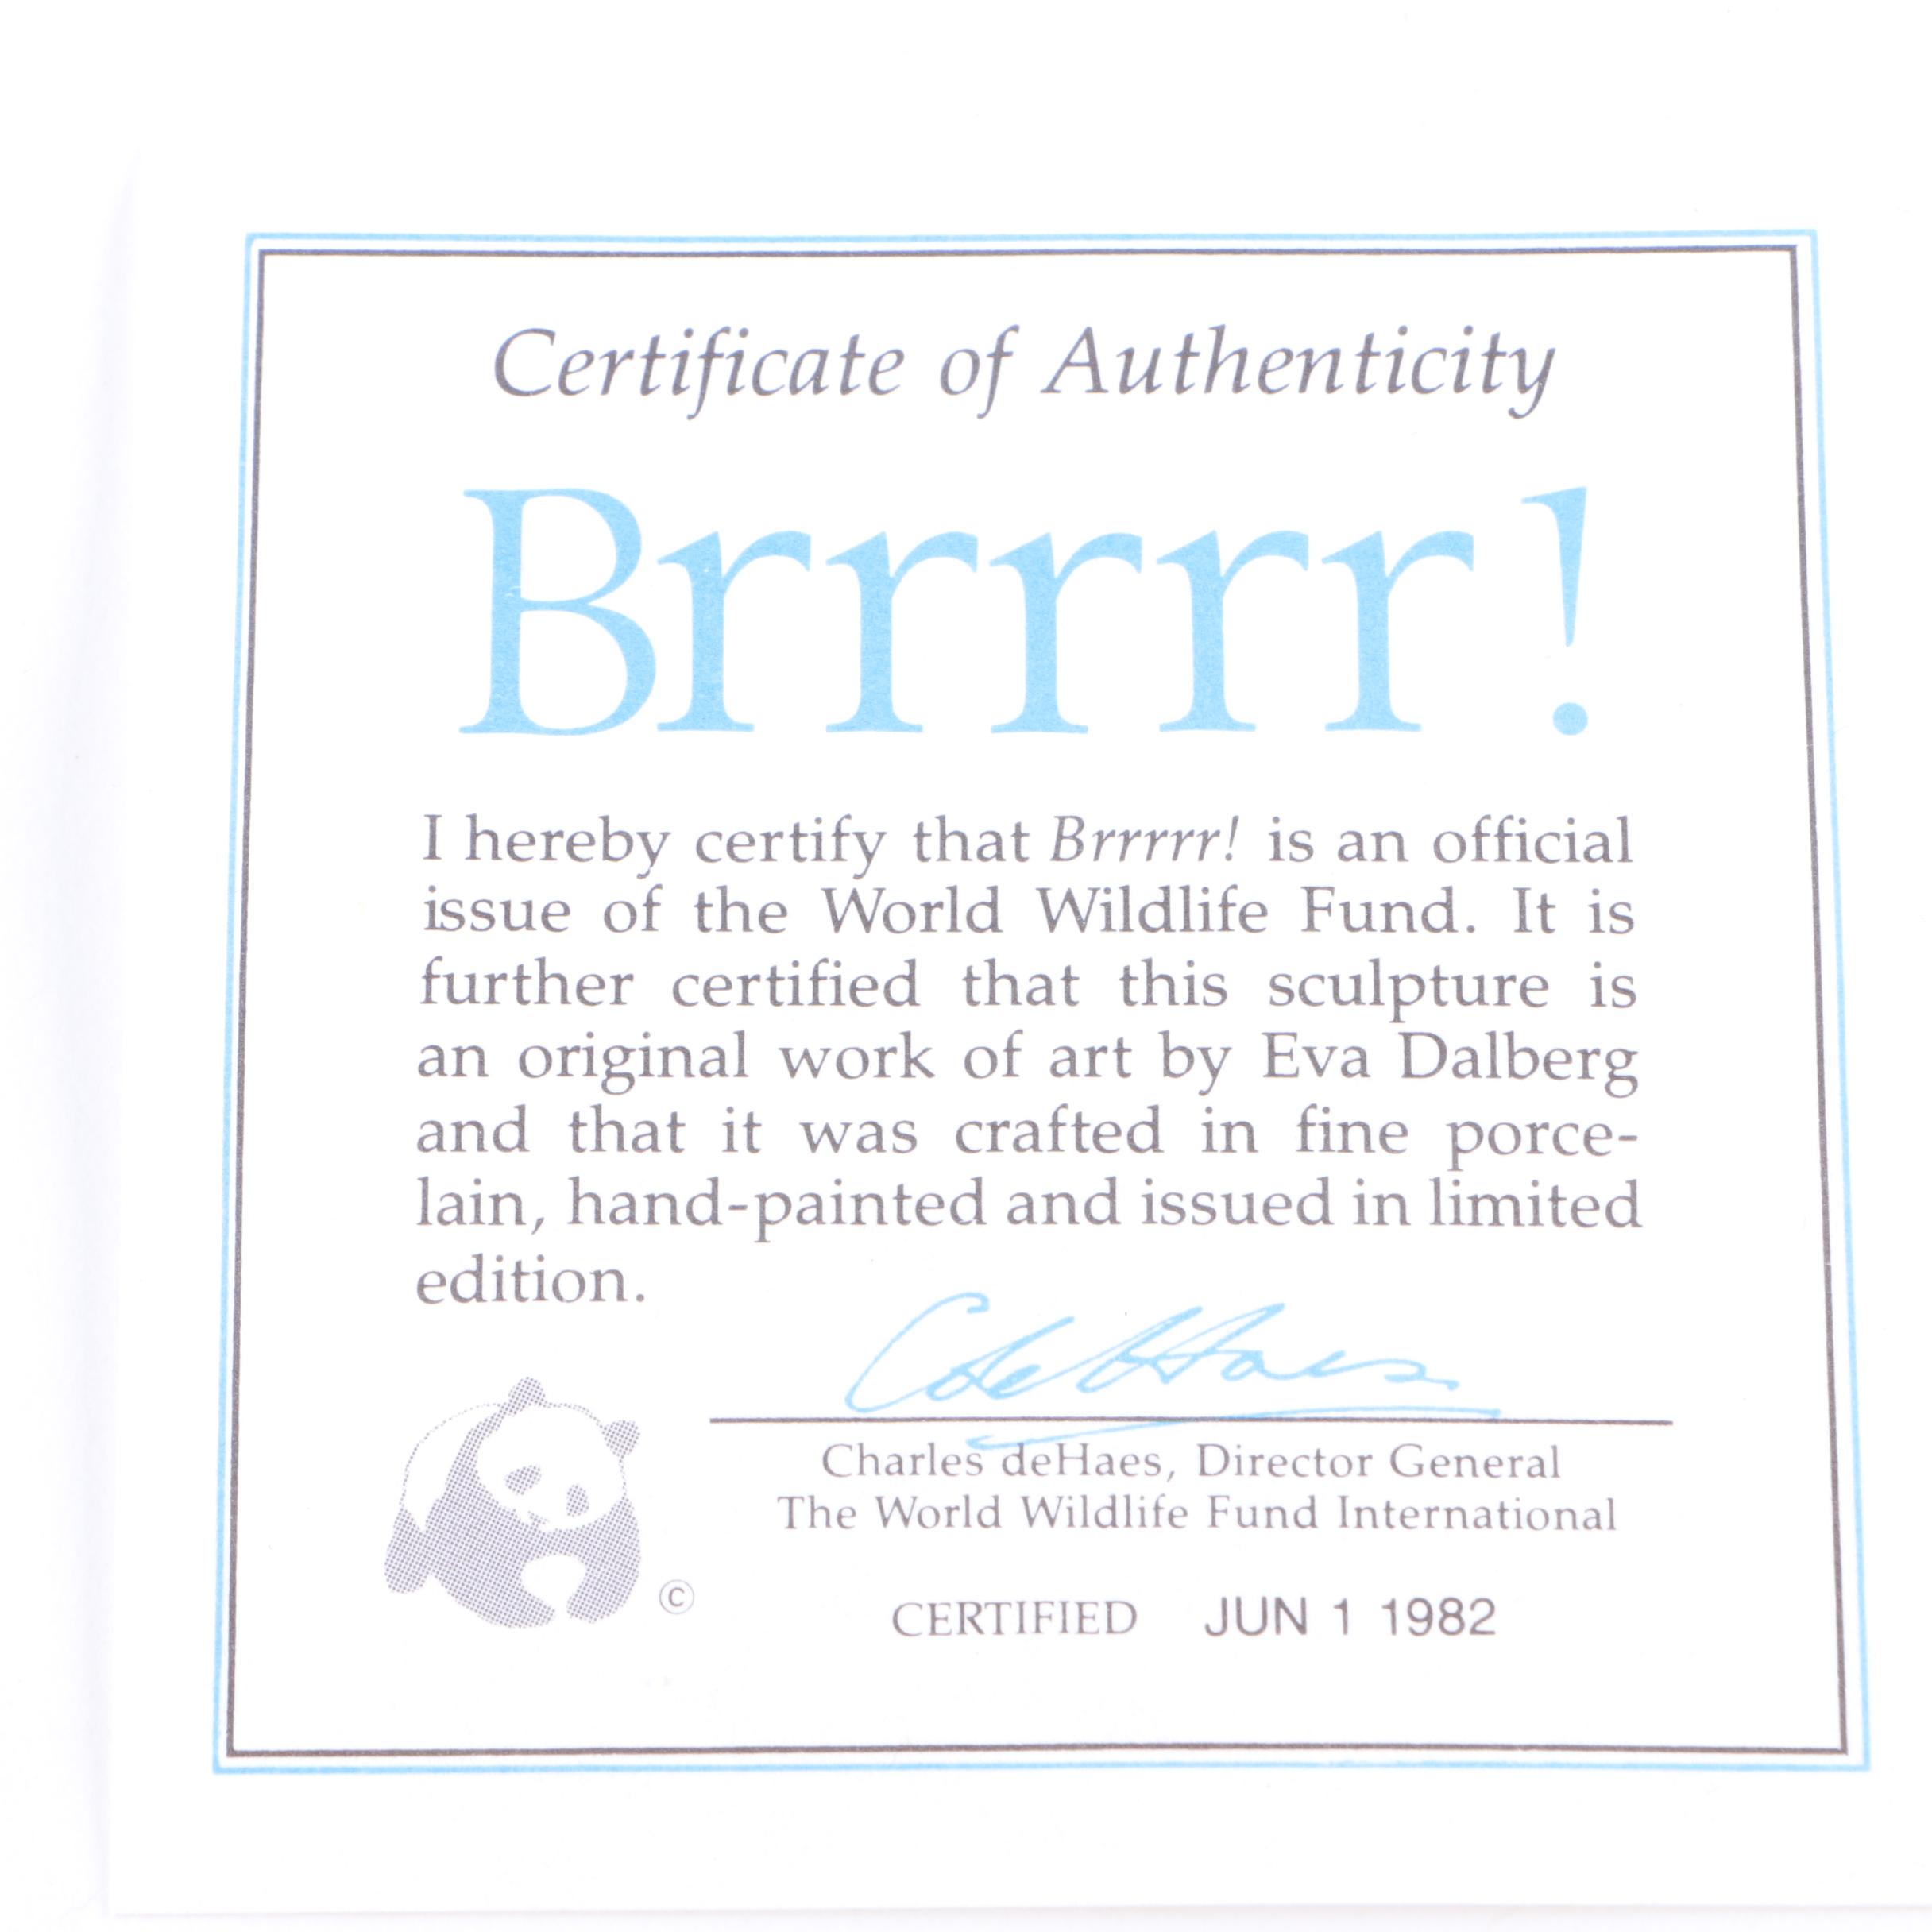 Certificate of Authenticity
Brrrrr!
I hereby certify that Brrrrr! is an official
issue of the World Wildlife Fund. It is
further certified that this sculpture is
an original work of art by Eva Dalberg
and that it was crafted in fine porce-
lain, hand-painted and issued in limited
edition.
C de Haes
Charles deHaes, Director General
The World Wildlife Fund International
©
CERTIFIED JUN 1 1982